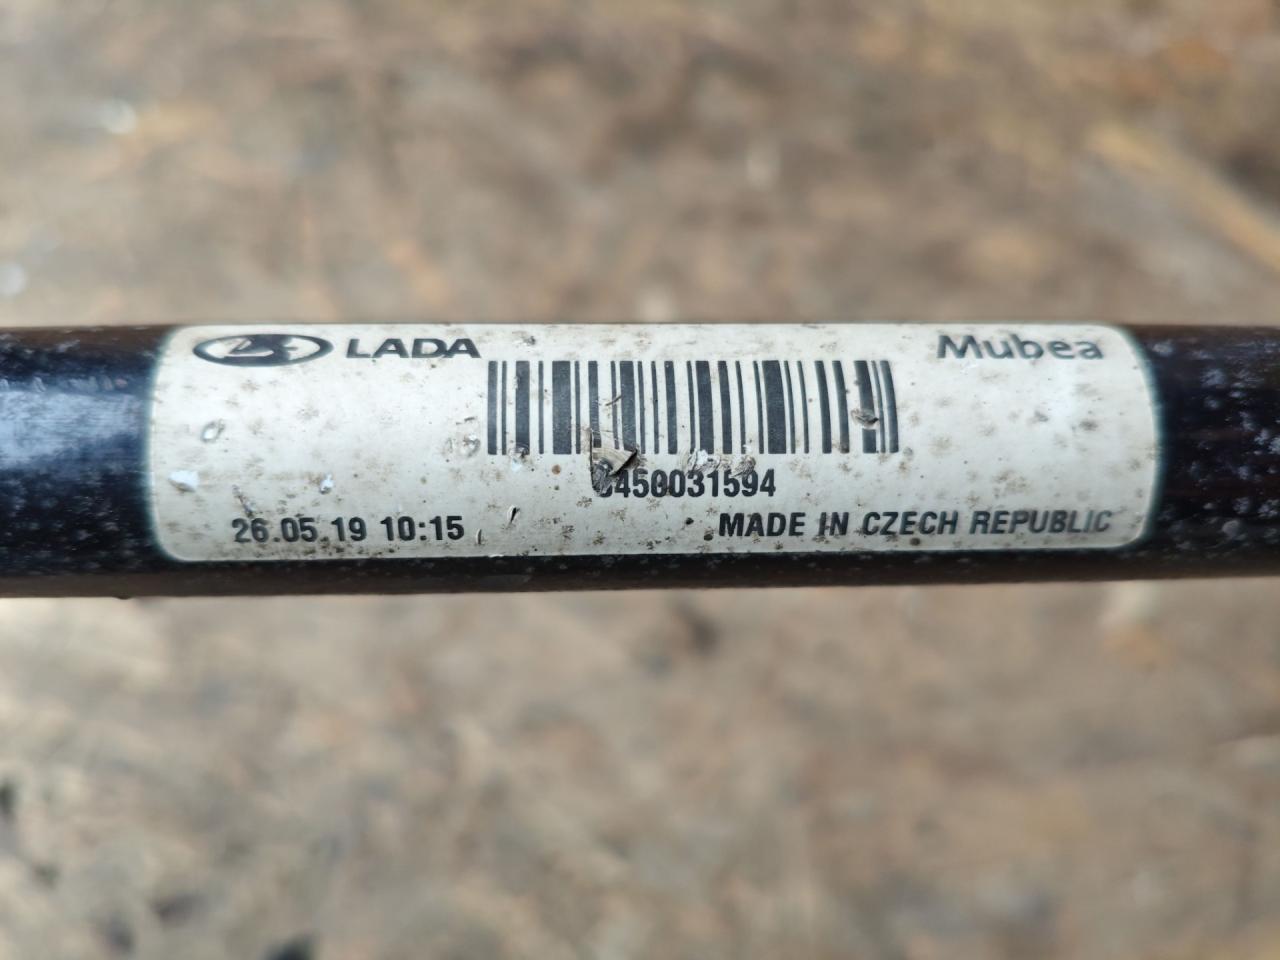 LADA
Mubea
8450031594
26.05.19 10:15
MADE IN CZECH REPUBLIC